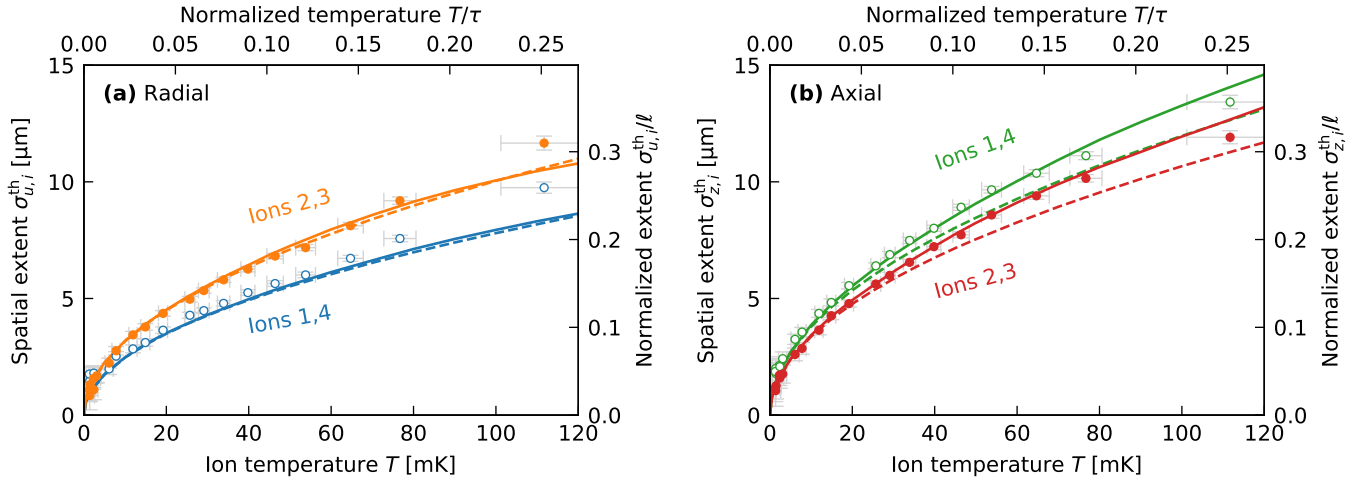 Normalized temperature T/τ
0.00 0.05 0.10 0.15 0.20 0.25
(a) Radial
Spatial extent σ^th_{u,i} [μm]
15
10
5
0
Normalized extent σ^th_{u,i}/ℓ
0.3
0.2
0.1
0.0
Ions 2,3
Ions 1,4
0 20 40 60 80 100 120
Ion temperature T [mK]
Normalized temperature T/τ
0.00 0.05 0.10 0.15 0.20 0.25
(b) Axial
Spatial extent σ^th_{z,i} [μm]
15
10
5
0
Normalized extent σ^th_{z,i}/ℓ
0.3
0.2
0.1
0.0
Ions 1,4
Ions 2,3
0 20 40 60 80 100 120
Ion temperature T [mK]